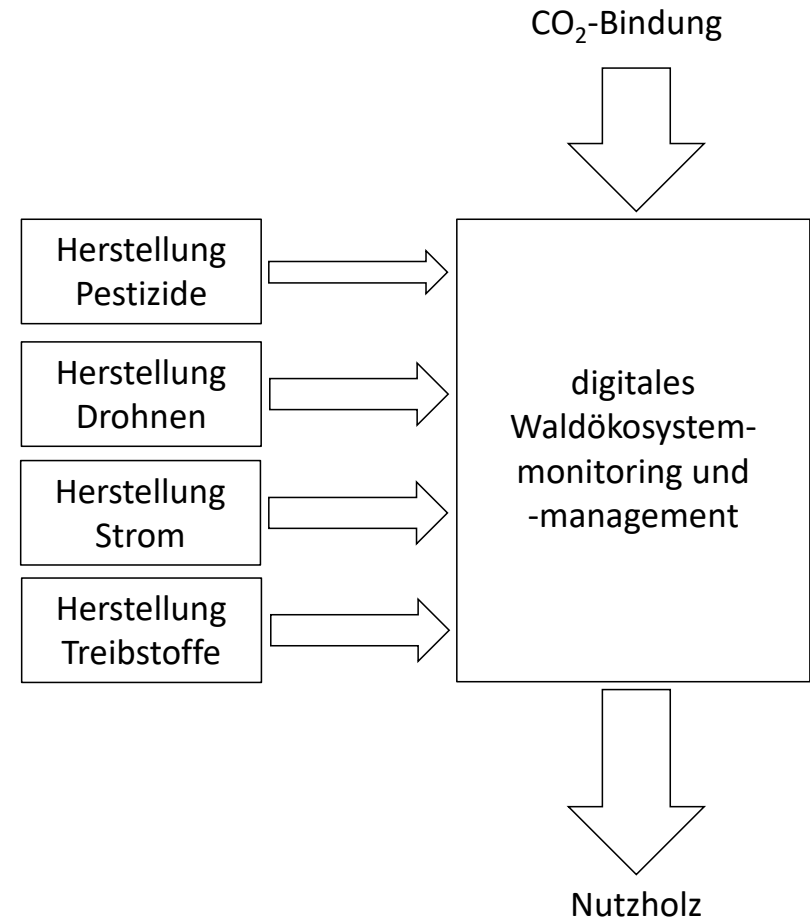 CO₂-Bindung
Herstellung
Pestizide
Herstellung
Drohnen
Herstellung
Strom
Herstellung
Treibstoffe
digitales
Waldökosystem-
monitoring und
-management
Nutzholz